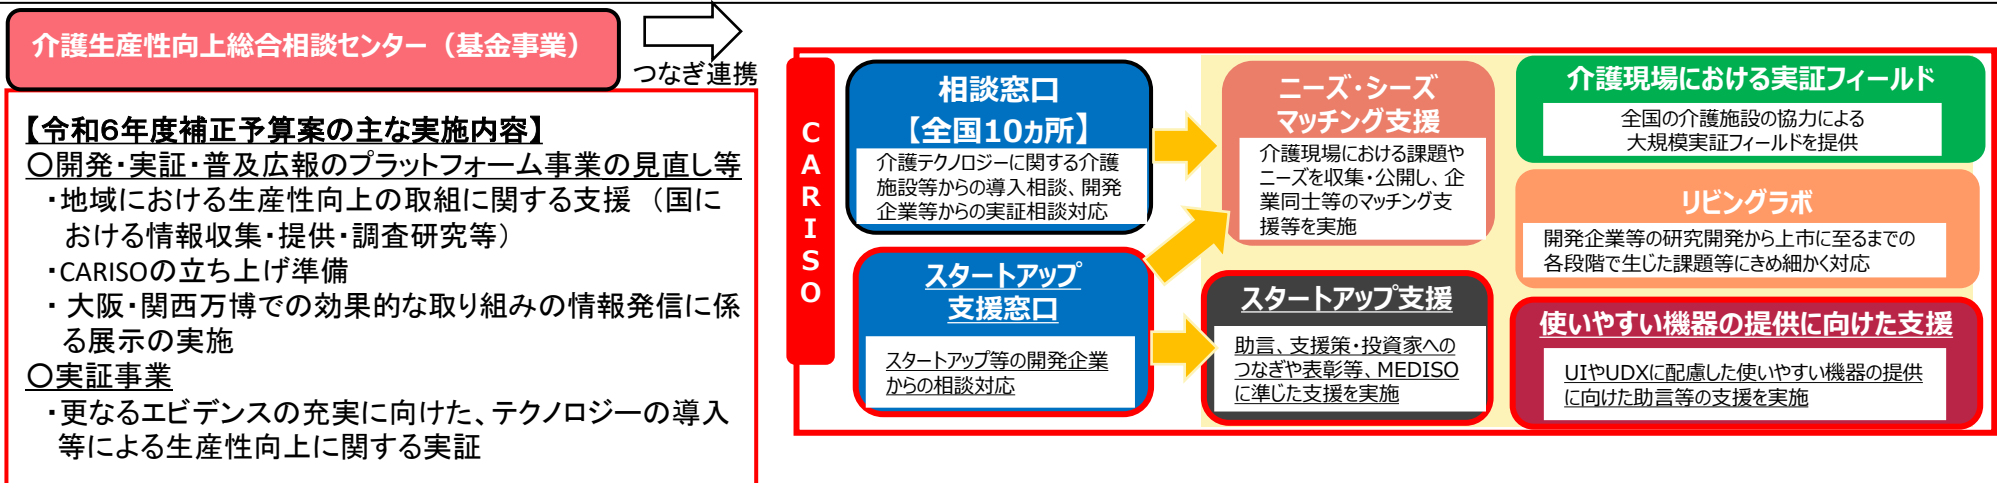 介護生産性向上総合相談センター（基金事業）
つなぎ連携
【令和６年度補正予算案の主な実施内容】
〇開発・実証・普及広報のプラットフォーム事業の見直し等
・地域における生産性向上の取組に関する支援（国に
おける情報収集・提供・調査研究等）
・CARISOの立ち上げ準備
・大阪・関西万博での効果的な取り組みの情報発信に係
る展示の実施
〇実証事業
・更なるエビデンスの充実に向けた、テクノロジーの導入
等による生産性向上に関する実証
CARISO
相談窓口
【全国10ヵ所】
介護テクノロジーに関する介護
施設等からの導入相談、開発
企業等からの実証相談対応
スタートアップ
支援窓口
スタートアップ等の開発企業
からの相談対応
ニーズ・シーズ
マッチング支援
介護現場における課題や
ニーズを収集・公開し、企
業同士等のマッチング支
援等を実施
スタートアップ支援
助言、支援策・投資家への
つなぎや表彰等、MEDISO
に準じた支援を実施
介護現場における実証フィールド
全国の介護施設の協力による
大規模実証フィールドを提供
リビングラボ
開発企業等の研究開発から上市に至るまでの
各段階で生じた課題等にきめ細かく対応
使いやすい機器の提供に向けた支援
UIやUDXに配慮した使いやすい機器の提供
に向けた助言等の支援を実施